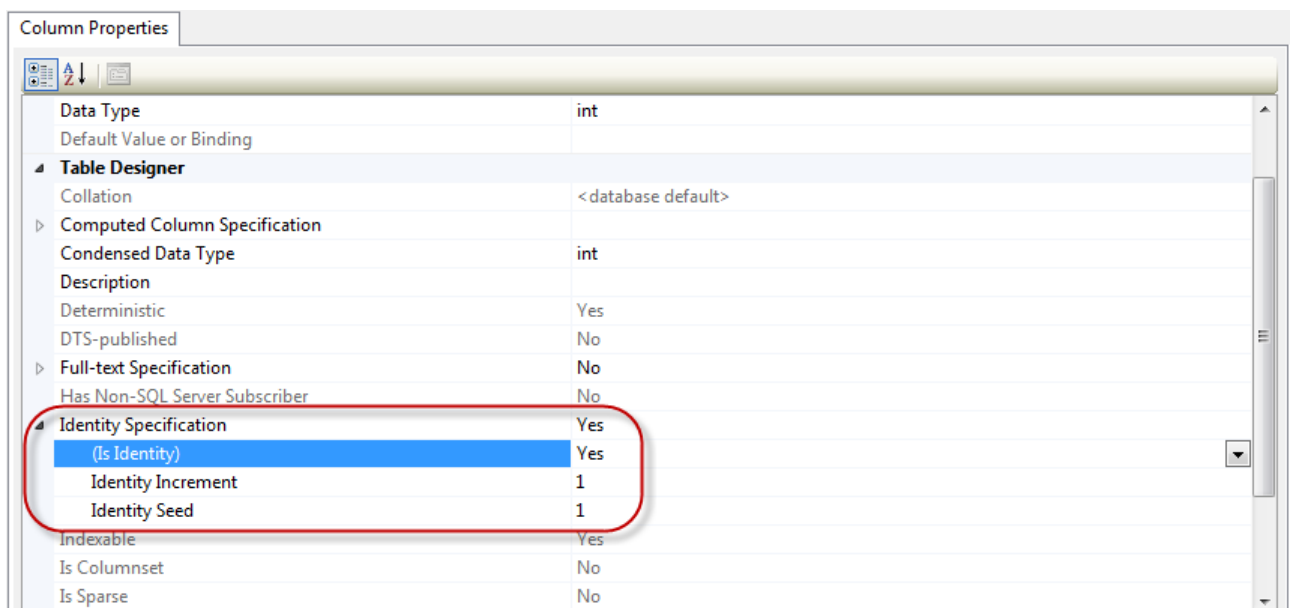 Column Properties
Data Type int
Default Value or Binding
Table Designer
Collation <database default>
Computed Column Specification
Condensed Data Type int
Description
Deterministic Yes
DTS-published No
Full-text Specification No
Has Non-SQL Server Subscriber No
Identity Specification Yes
(Is Identity) Yes
Identity Increment 1
Identity Seed 1
Indexable Yes
Is Columnset No
Is Sparse No